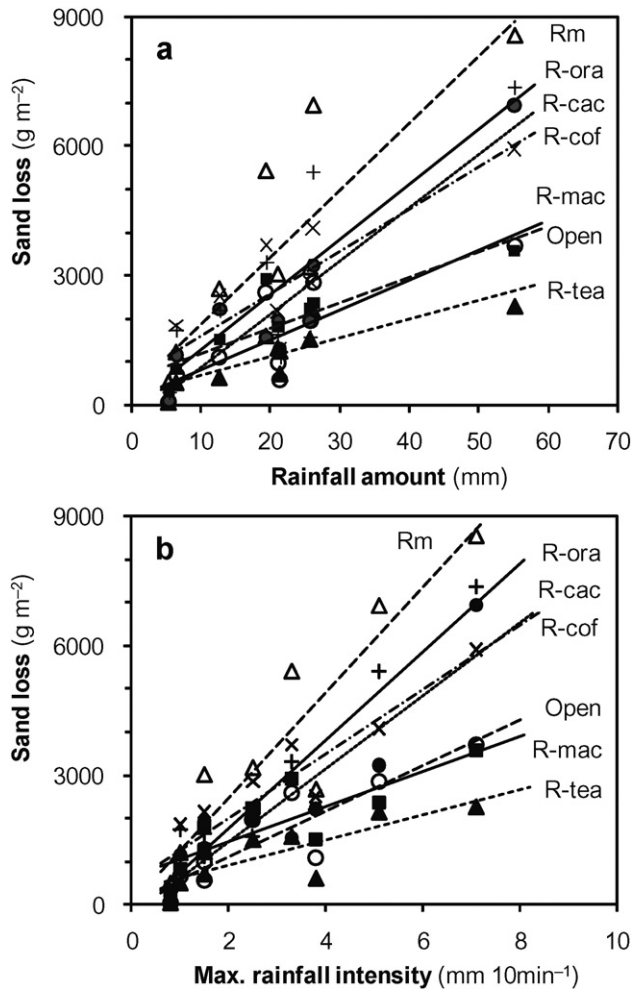 9000
a
Rm
R-ora
R-cac
R-cof
R-mac
Open
R-tea
6000
3000
0
Sand loss (g m⁻²)
0 10 20 30 40 50 60 70
Rainfall amount (mm)
9000
b
Rm
R-ora
R-cac
R-cof
Open
R-mac
R-tea
6000
3000
0
Sand loss (g m⁻²)
0 2 4 6 8 10
Max. rainfall intensity (mm 10min⁻¹)